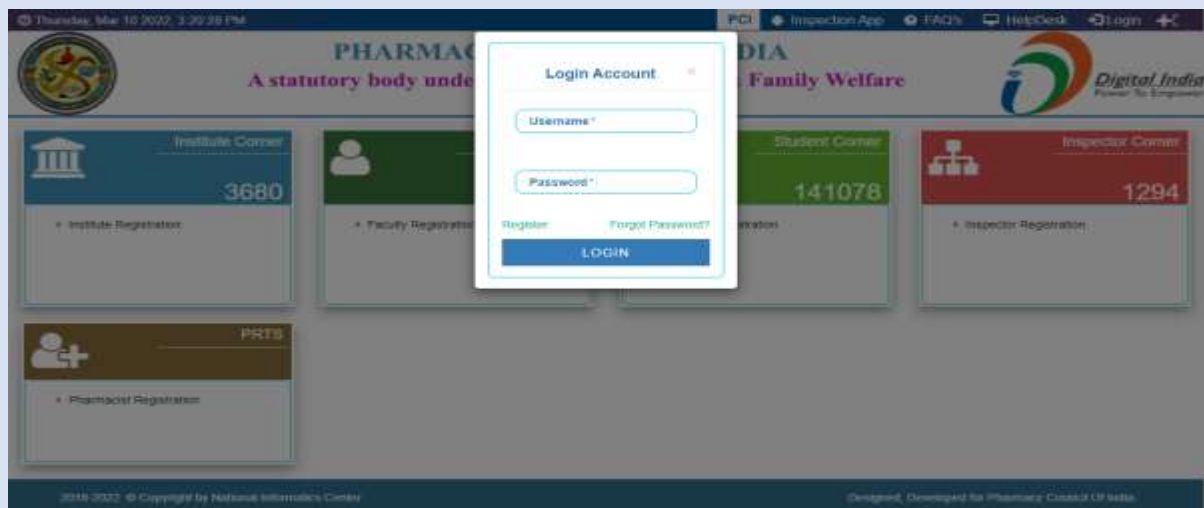 Thursday, Mar 10 2022, 3:20:28 PM PCI Inspection App FAQ's HelpDesk Login
PHARMAC DIA
A statutory body unde Family Welfare
Digital India
Power To Empower
Login Account ×
Username*
Password*
Register Forgot Password?
LOGIN
Institute Corner
3680
Institute Registration
Faculty Registration
Student Corner
141078
Inspector Corner
1294
Inspector Registration
PRTS
Pharmacist Registration
2018-2022 © Copyright by National Informatics Center Designed, Developed for Pharmacy Council Of India.